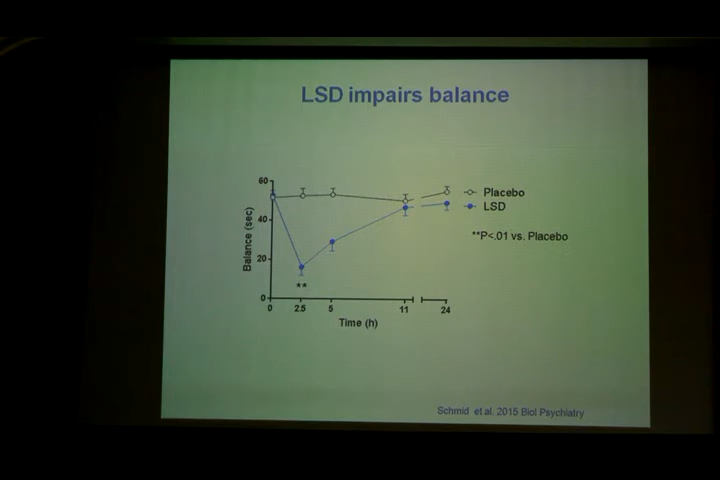 LSD impairs balance
60
40
20
0
Balance (sec)
0 2.5 5 11 24
Time (h)
**
Placebo
LSD
**P<.01 vs. Placebo
Schmid et al. 2015 Biol Psychiatry